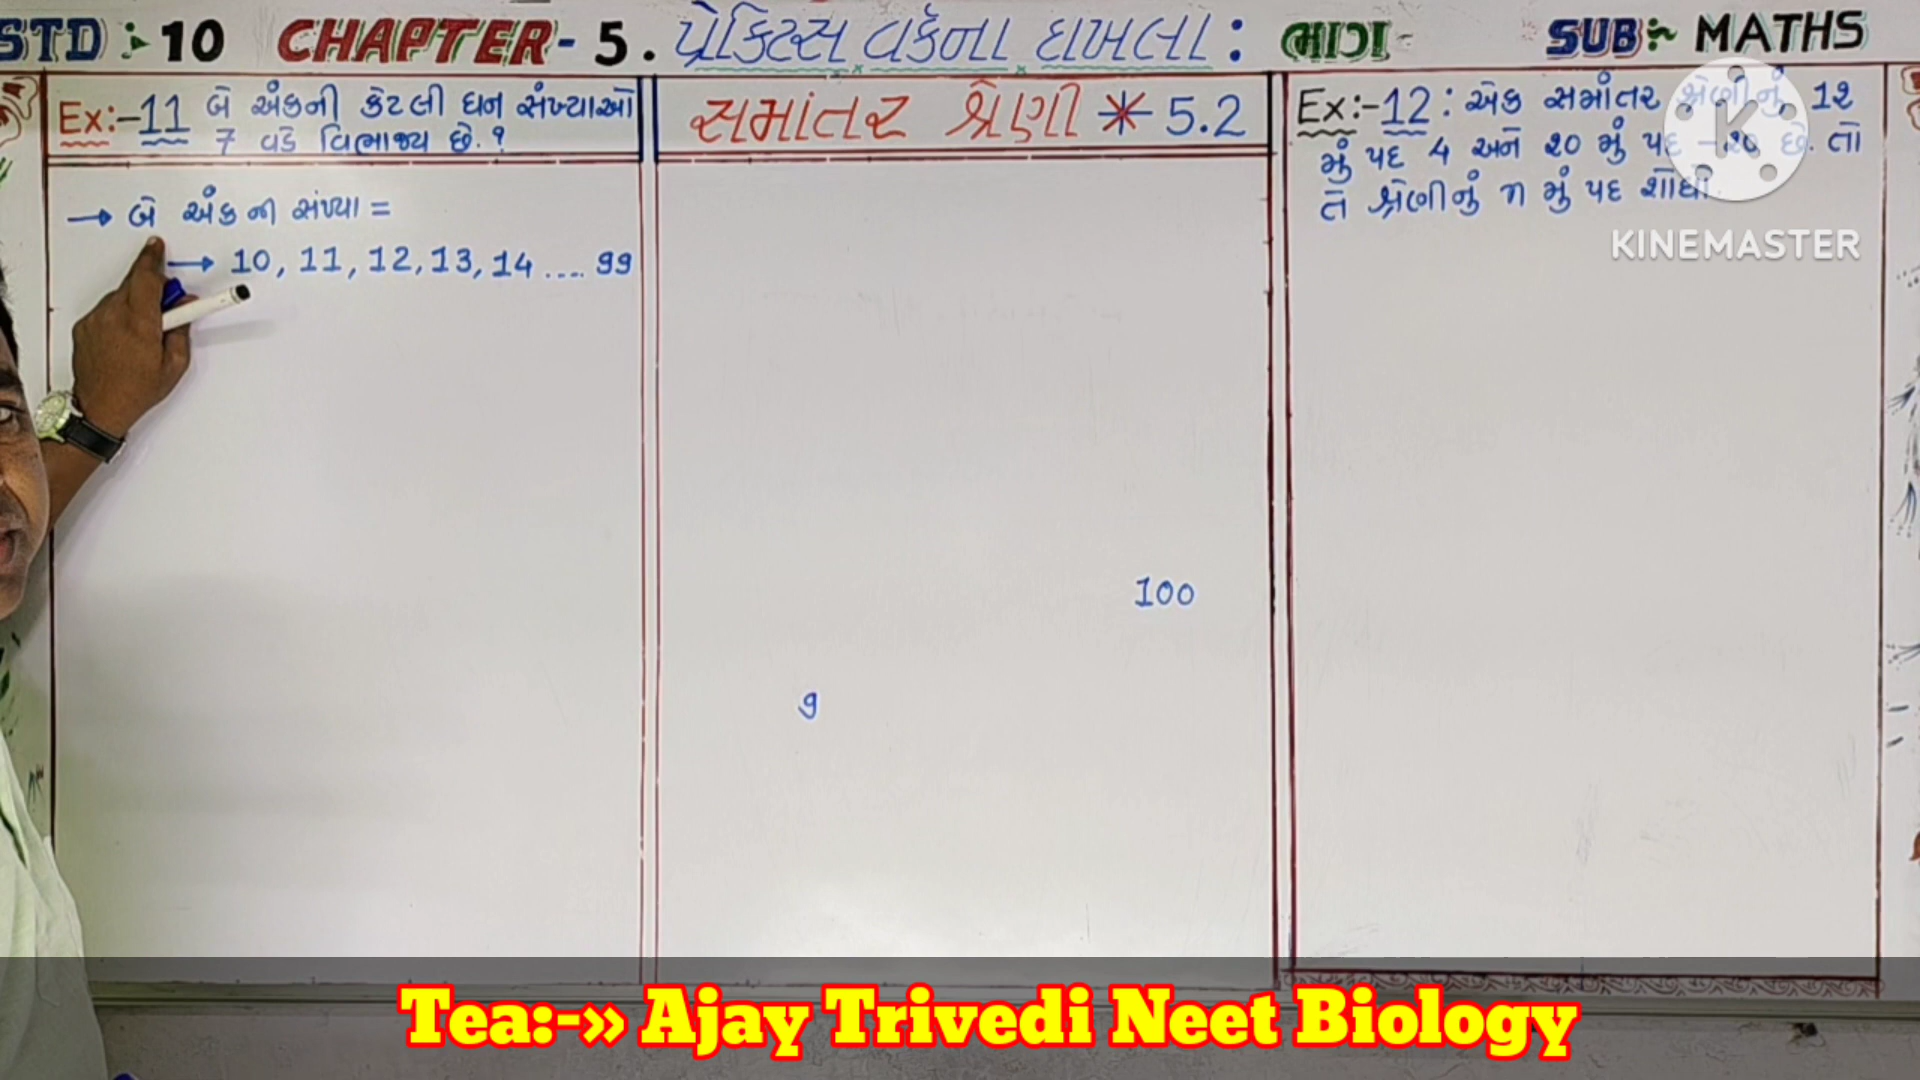 STD :- 10 CHAPTER - 5 . પ્રેક્ટિસ વર્કના દાખલા : ભાગ - SUB :- MATHS
Ex:-11 બે અંકની કેટલી ધન સંખ્યાઓ
7 વડે વિભાજ્ય છે.?
સમાંતર શ્રેણી * 5.2
Ex:-12 : એક સમાંતર શ્રેણીનું 12
મું પદ 4 અને 20 મું પદ -20 છે. તો
તે શ્રેણીનું n મું પદ શોધો.
KINEMASTER
→ બે અંકની સંખ્યા =
→ 10, 11, 12, 13, 14 .... 99
100
9
Tea:-» Ajay Trivedi Neet Biology